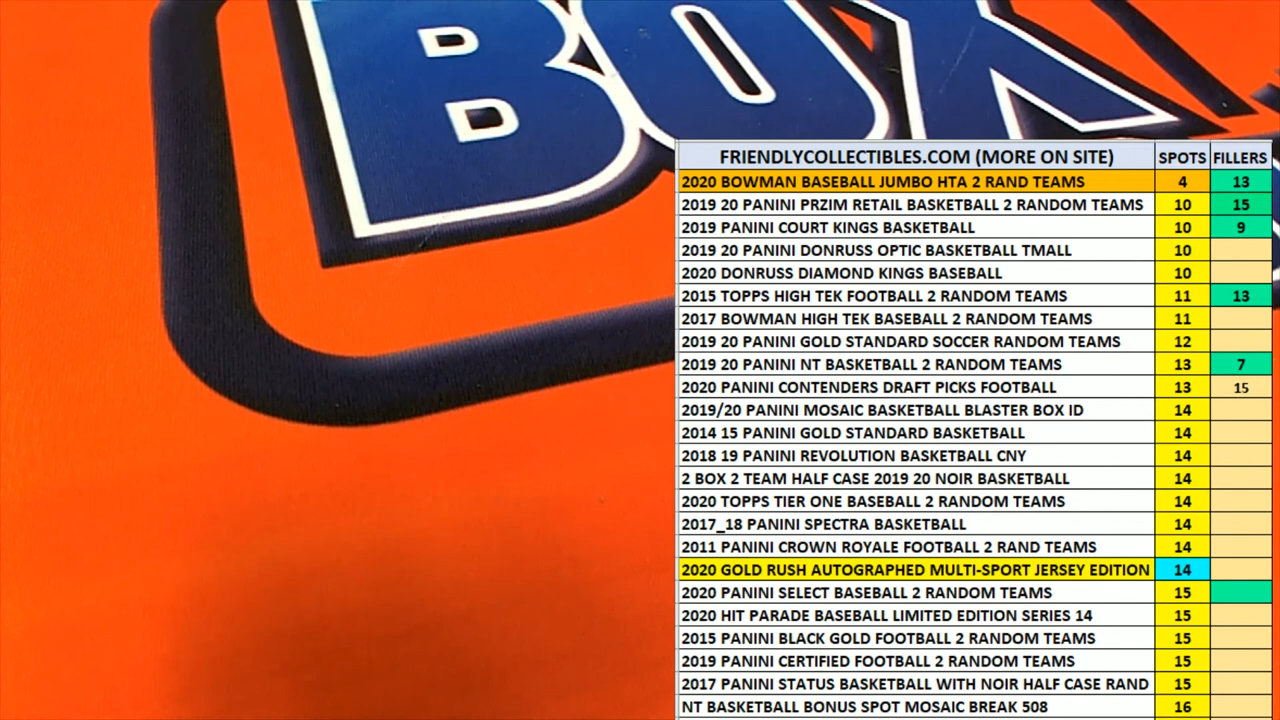 BOX
FRIENDLYCOLLECTIBLES.COM (MORE ON SITE) SPOTS FILLERS
2020 BOWMAN BASEBALL JUMBO HTA 2 RAND TEAMS 4 13
2019 20 PANINI PRZIM RETAIL BASKETBALL 2 RANDOM TEAMS 10 15
2019 PANINI COURT KINGS BASKETBALL 10 9
2019 20 PANINI DONRUSS OPTIC BASKETBALL TMALL 10
2020 DONRUSS DIAMOND KINGS BASEBALL 10
2015 TOPPS HIGH TEK FOOTBALL 2 RANDOM TEAMS 11 13
2017 BOWMAN HIGH TEK BASEBALL 2 RANDOM TEAMS 11
2019 20 PANINI GOLD STANDARD SOCCER RANDOM TEAMS 12
2019 20 PANINI NT BASKETBALL 2 RANDOM TEAMS 13 7
2020 PANINI CONTENDERS DRAFT PICKS FOOTBALL 13 15
2019/20 PANINI MOSAIC BASKETBALL BLASTER BOX ID 14
2014 15 PANINI GOLD STANDARD BASKETBALL 14
2018 19 PANINI REVOLUTION BASKETBALL CNY 14
2 BOX 2 TEAM HALF CASE 2019 20 NOIR BASKETBALL 14
2020 TOPPS TIER ONE BASEBALL 2 RANDOM TEAMS 14
2017_18 PANINI SPECTRA BASKETBALL 14
2011 PANINI CROWN ROYALE FOOTBALL 2 RAND TEAMS 14
2020 GOLD RUSH AUTOGRAPHED MULTI-SPORT JERSEY EDITION 14
2020 PANINI SELECT BASEBALL 2 RANDOM TEAMS 15
2020 HIT PARADE BASEBALL LIMITED EDITION SERIES 14 15
2015 PANINI BLACK GOLD FOOTBALL 2 RANDOM TEAMS 15
2019 PANINI CERTIFIED FOOTBALL 2 RANDOM TEAMS 15
2017 PANINI STATUS BASKETBALL WITH NOIR HALF CASE RAND 15
NT BASKETBALL BONUS SPOT MOSAIC BREAK 508 16